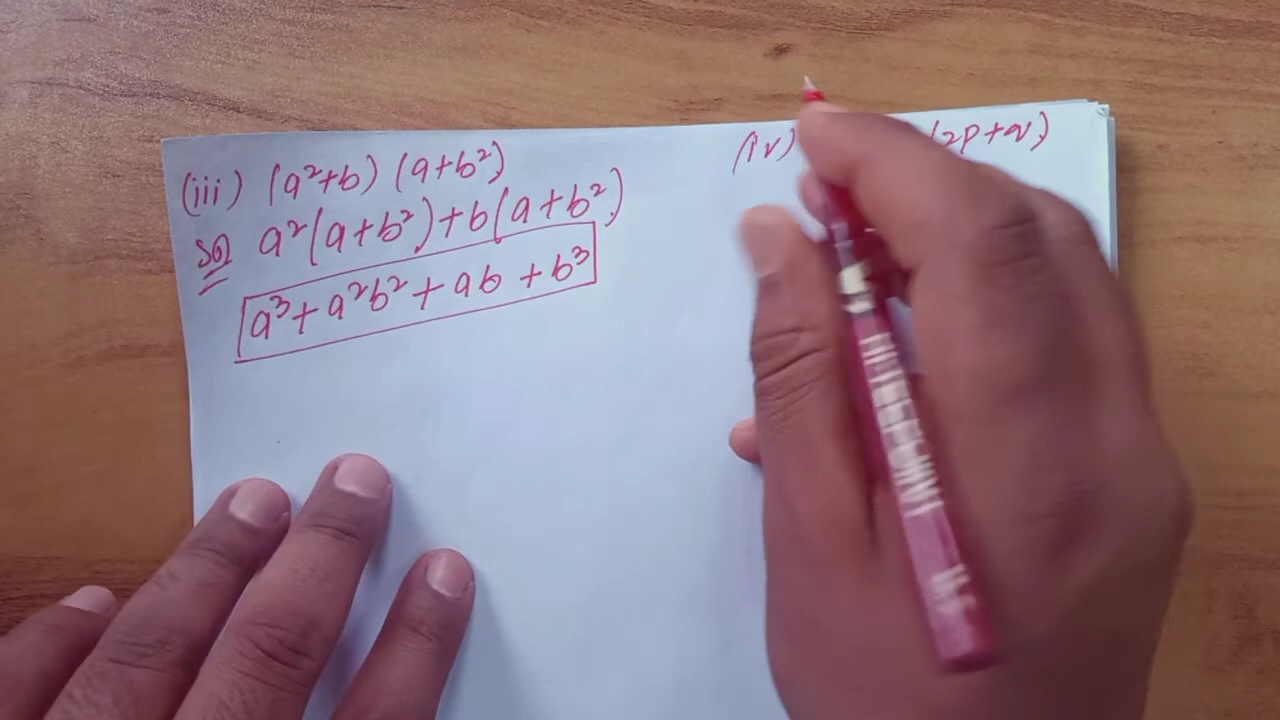 (iii) (a²+b) (a+b²)
Sol a²(a+b²)+b(a+b²)
a³+a²b²+ab+b³
(iv) (2p+q)